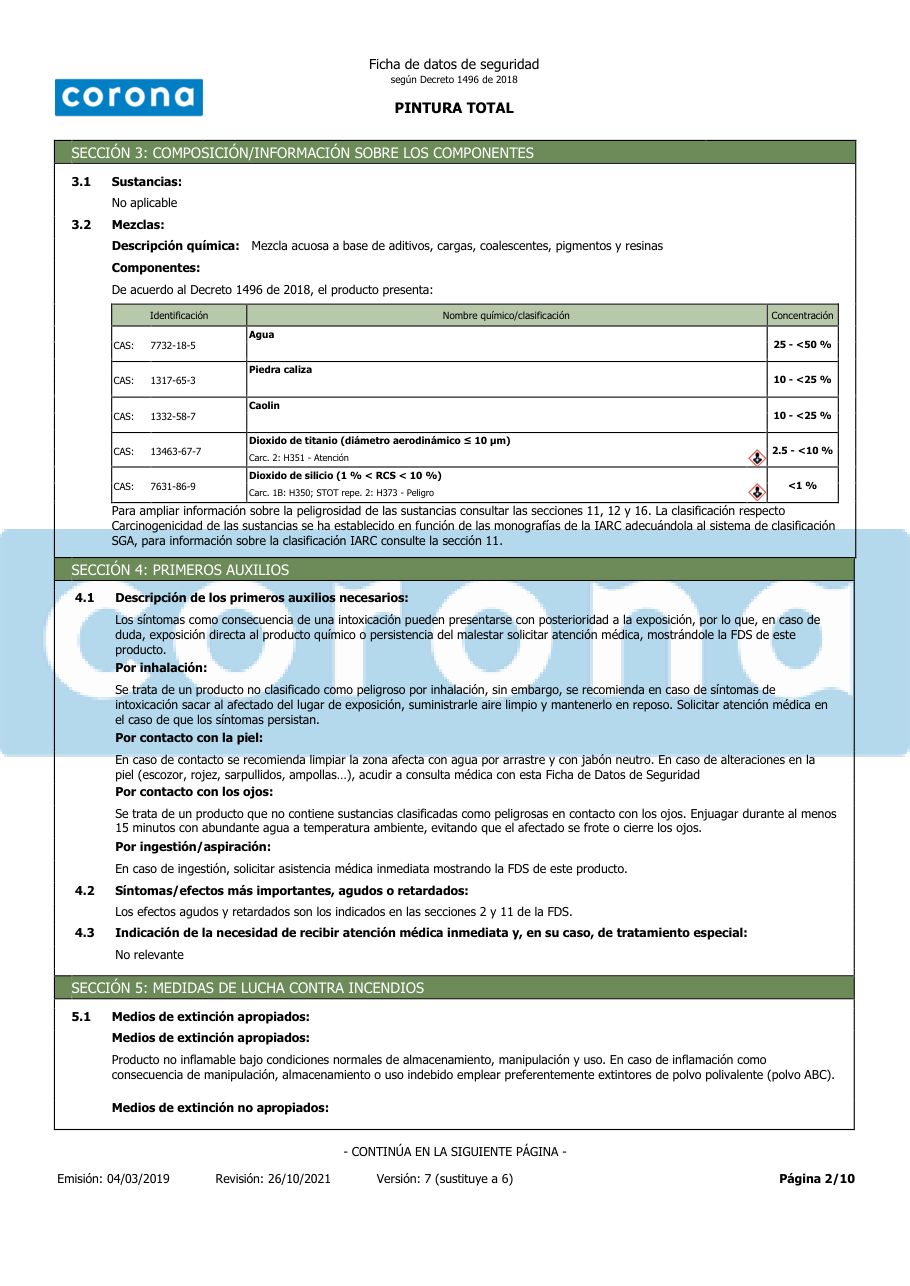 Ficha de datos de seguridad
según Decreto 1496 de 2018
corona
PINTURA TOTAL
SECCIÓN 3: COMPOSICIÓN/INFORMACIÓN SOBRE LOS COMPONENTES
3.1 Sustancias:
No aplicable
3.2 Mezclas:
Descripción química: Mezcla acuosa a base de aditivos, cargas, coalescentes, pigmentos y resinas
Componentes:
De acuerdo al Decreto 1496 de 2018, el producto presenta:
Identificación Nombre químico/clasificación Concentración
Agua
CAS: 7732-18-5 25 - <50 %
Piedra caliza
CAS: 1317-65-3 10 - <25 %
Caolin
CAS: 1332-58-7 10 - <25 %
Dioxido de titanio (diámetro aerodinámico ≤ 10 µm)
CAS: 13463-67-7 2.5 - <10 %
Carc. 2: H351 - Atención
Dioxido de silicio (1 % < RCS < 10 %)
CAS: 7631-86-9 <1 %
Carc. 1B: H350; STOT repe. 2: H373 - Peligro
Para ampliar información sobre la peligrosidad de las sustancias consultar las secciones 11, 12 y 16. La clasificación respecto
Carcinogenicidad de las sustancias se ha establecido en función de las monografías de la IARC adecuándola al sistema de clasificación
SGA, para información sobre la clasificación IARC consulte la sección 11.
SECCIÓN 4: PRIMEROS AUXILIOS
corona
4.1 Descripción de los primeros auxilios necesarios:
Los síntomas como consecuencia de una intoxicación pueden presentarse con posterioridad a la exposición, por lo que, en caso de
duda, exposición directa al producto químico o persistencia del malestar solicitar atención médica, mostrándole la FDS de este
producto.
Por inhalación:
Se trata de un producto no clasificado como peligroso por inhalación, sin embargo, se recomienda en caso de síntomas de
intoxicación sacar al afectado del lugar de exposición, suministrarle aire limpio y mantenerlo en reposo. Solicitar atención médica en
el caso de que los síntomas persistan.
Por contacto con la piel:
En caso de contacto se recomienda limpiar la zona afecta con agua por arrastre y con jabón neutro. En caso de alteraciones en la
piel (escozor, rojez, sarpullidos, ampollas…), acudir a consulta médica con esta Ficha de Datos de Seguridad
Por contacto con los ojos:
Se trata de un producto que no contiene sustancias clasificadas como peligrosas en contacto con los ojos. Enjuagar durante al menos
15 minutos con abundante agua a temperatura ambiente, evitando que el afectado se frote o cierre los ojos.
Por ingestión/aspiración:
En caso de ingestión, solicitar asistencia médica inmediata mostrando la FDS de este producto.
4.2 Síntomas/efectos más importantes, agudos o retardados:
Los efectos agudos y retardados son los indicados en las secciones 2 y 11 de la FDS.
4.3 Indicación de la necesidad de recibir atención médica inmediata y, en su caso, de tratamiento especial:
No relevante
SECCIÓN 5: MEDIDAS DE LUCHA CONTRA INCENDIOS
5.1 Medios de extinción apropiados:
Medios de extinción apropiados:
Producto no inflamable bajo condiciones normales de almacenamiento, manipulación y uso. En caso de inflamación como
consecuencia de manipulación, almacenamiento o uso indebido emplear preferentemente extintores de polvo polivalente (polvo ABC).
Medios de extinción no apropiados:
- CONTINÚA EN LA SIGUIENTE PÁGINA -
Emisión: 04/03/2019 Revisión: 26/10/2021 Versión: 7 (sustituye a 6) Página 2/10